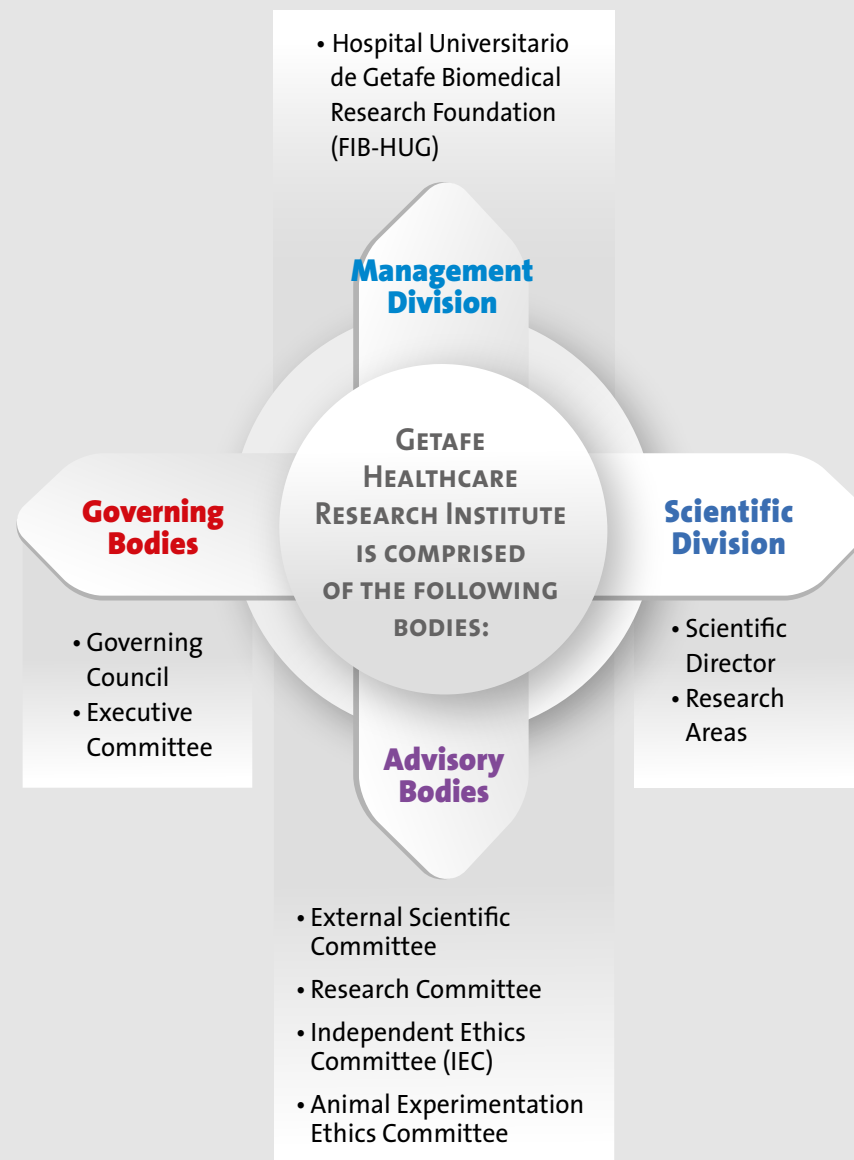 • Hospital Universitario
de Getafe Biomedical
Research Foundation
(FIB-HUG)
Management
Division
GETAFE
HEALTHCARE
RESEARCH INSTITUTE
IS COMPRISED
OF THE FOLLOWING
BODIES:
Governing
Bodies
• Governing
Council
• Executive
Committee
Scientific
Division
• Scientific
Director
• Research
Areas
Advisory
Bodies
• External Scientific
Committee
• Research Committee
• Independent Ethics
Committee (IEC)
• Animal Experimentation
Ethics Committee